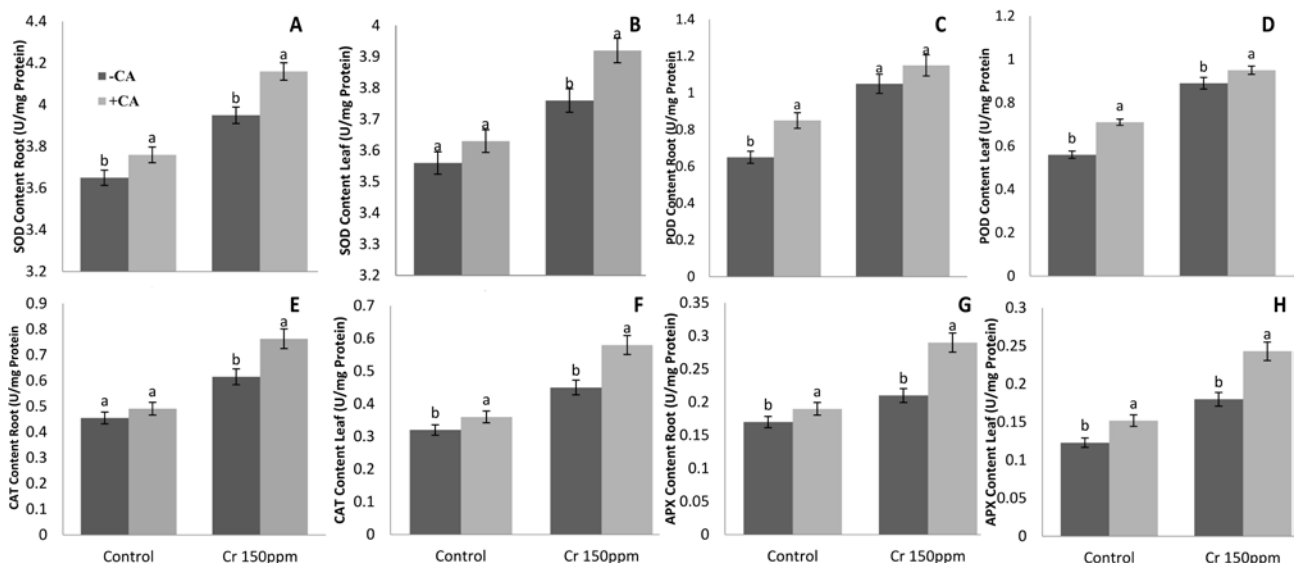 A
SOD Content Root (U/mg Protein)
4.4
4.2
4
3.8
3.6
3.4
3.2
-CA
+CA
b
a
b
a
B
SOD Content Leaf (U/mg Protein)
4
3.9
3.8
3.7
3.6
3.5
3.4
3.3
3.2
a
a
b
a
C
POD Content Root (U/mg Protein)
1.4
1.2
1
0.8
0.6
0.4
0.2
0
b
a
a
a
D
POD Content Leaf (U/mg Protein)
1.2
1
0.8
0.6
0.4
0.2
0
b
a
b
a
E
CAT Content Root (U/mg Protein)
0.9
0.8
0.7
0.6
0.5
0.4
0.3
0.2
0.1
0
a
a
b
a
Control
Cr 150ppm
F
CAT Content Leaf (U/mg Protein)
0.7
0.6
0.5
0.4
0.3
0.2
0.1
0
b
a
b
a
Control
Cr 150ppm
G
APX Content Root (U/mg Protein)
0.35
0.3
0.25
0.2
0.15
0.1
0.05
0
b
a
b
a
Control
Cr 150ppm
H
APX Content Leaf (U/mg Protein)
0.3
0.25
0.2
0.15
0.1
0.05
0
b
a
b
a
Control
Cr 150ppm